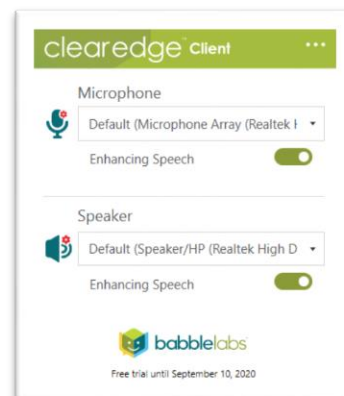 clearedge™ Client ...
Microphone
Default (Microphone Array (Realtek H
Enhancing Speech
Speaker
Default (Speaker/HP (Realtek High D
Enhancing Speech
babblelabs
Free trial until September 10, 2020